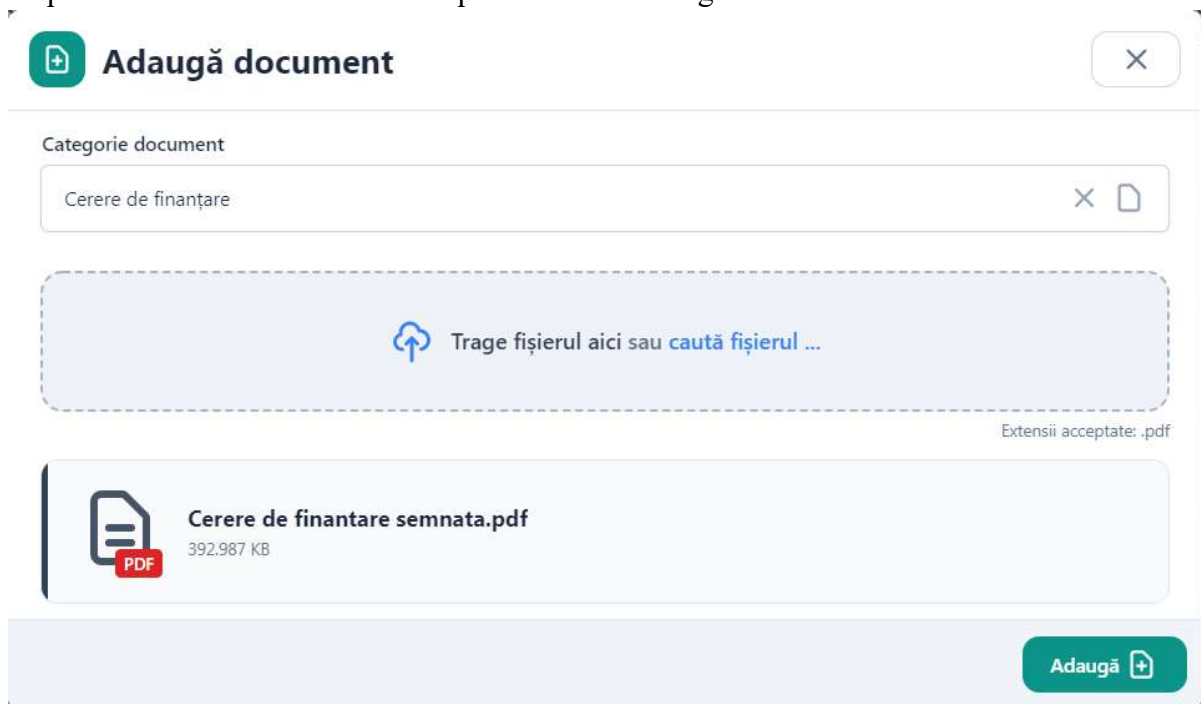 Adaugă document
Categorie document
Cerere de finanțare
Trage fișierul aici sau caută fișierul ...
Extensii acceptate: .pdf
Cerere de finantare semnata.pdf
392.987 KB
PDF
Adaugă